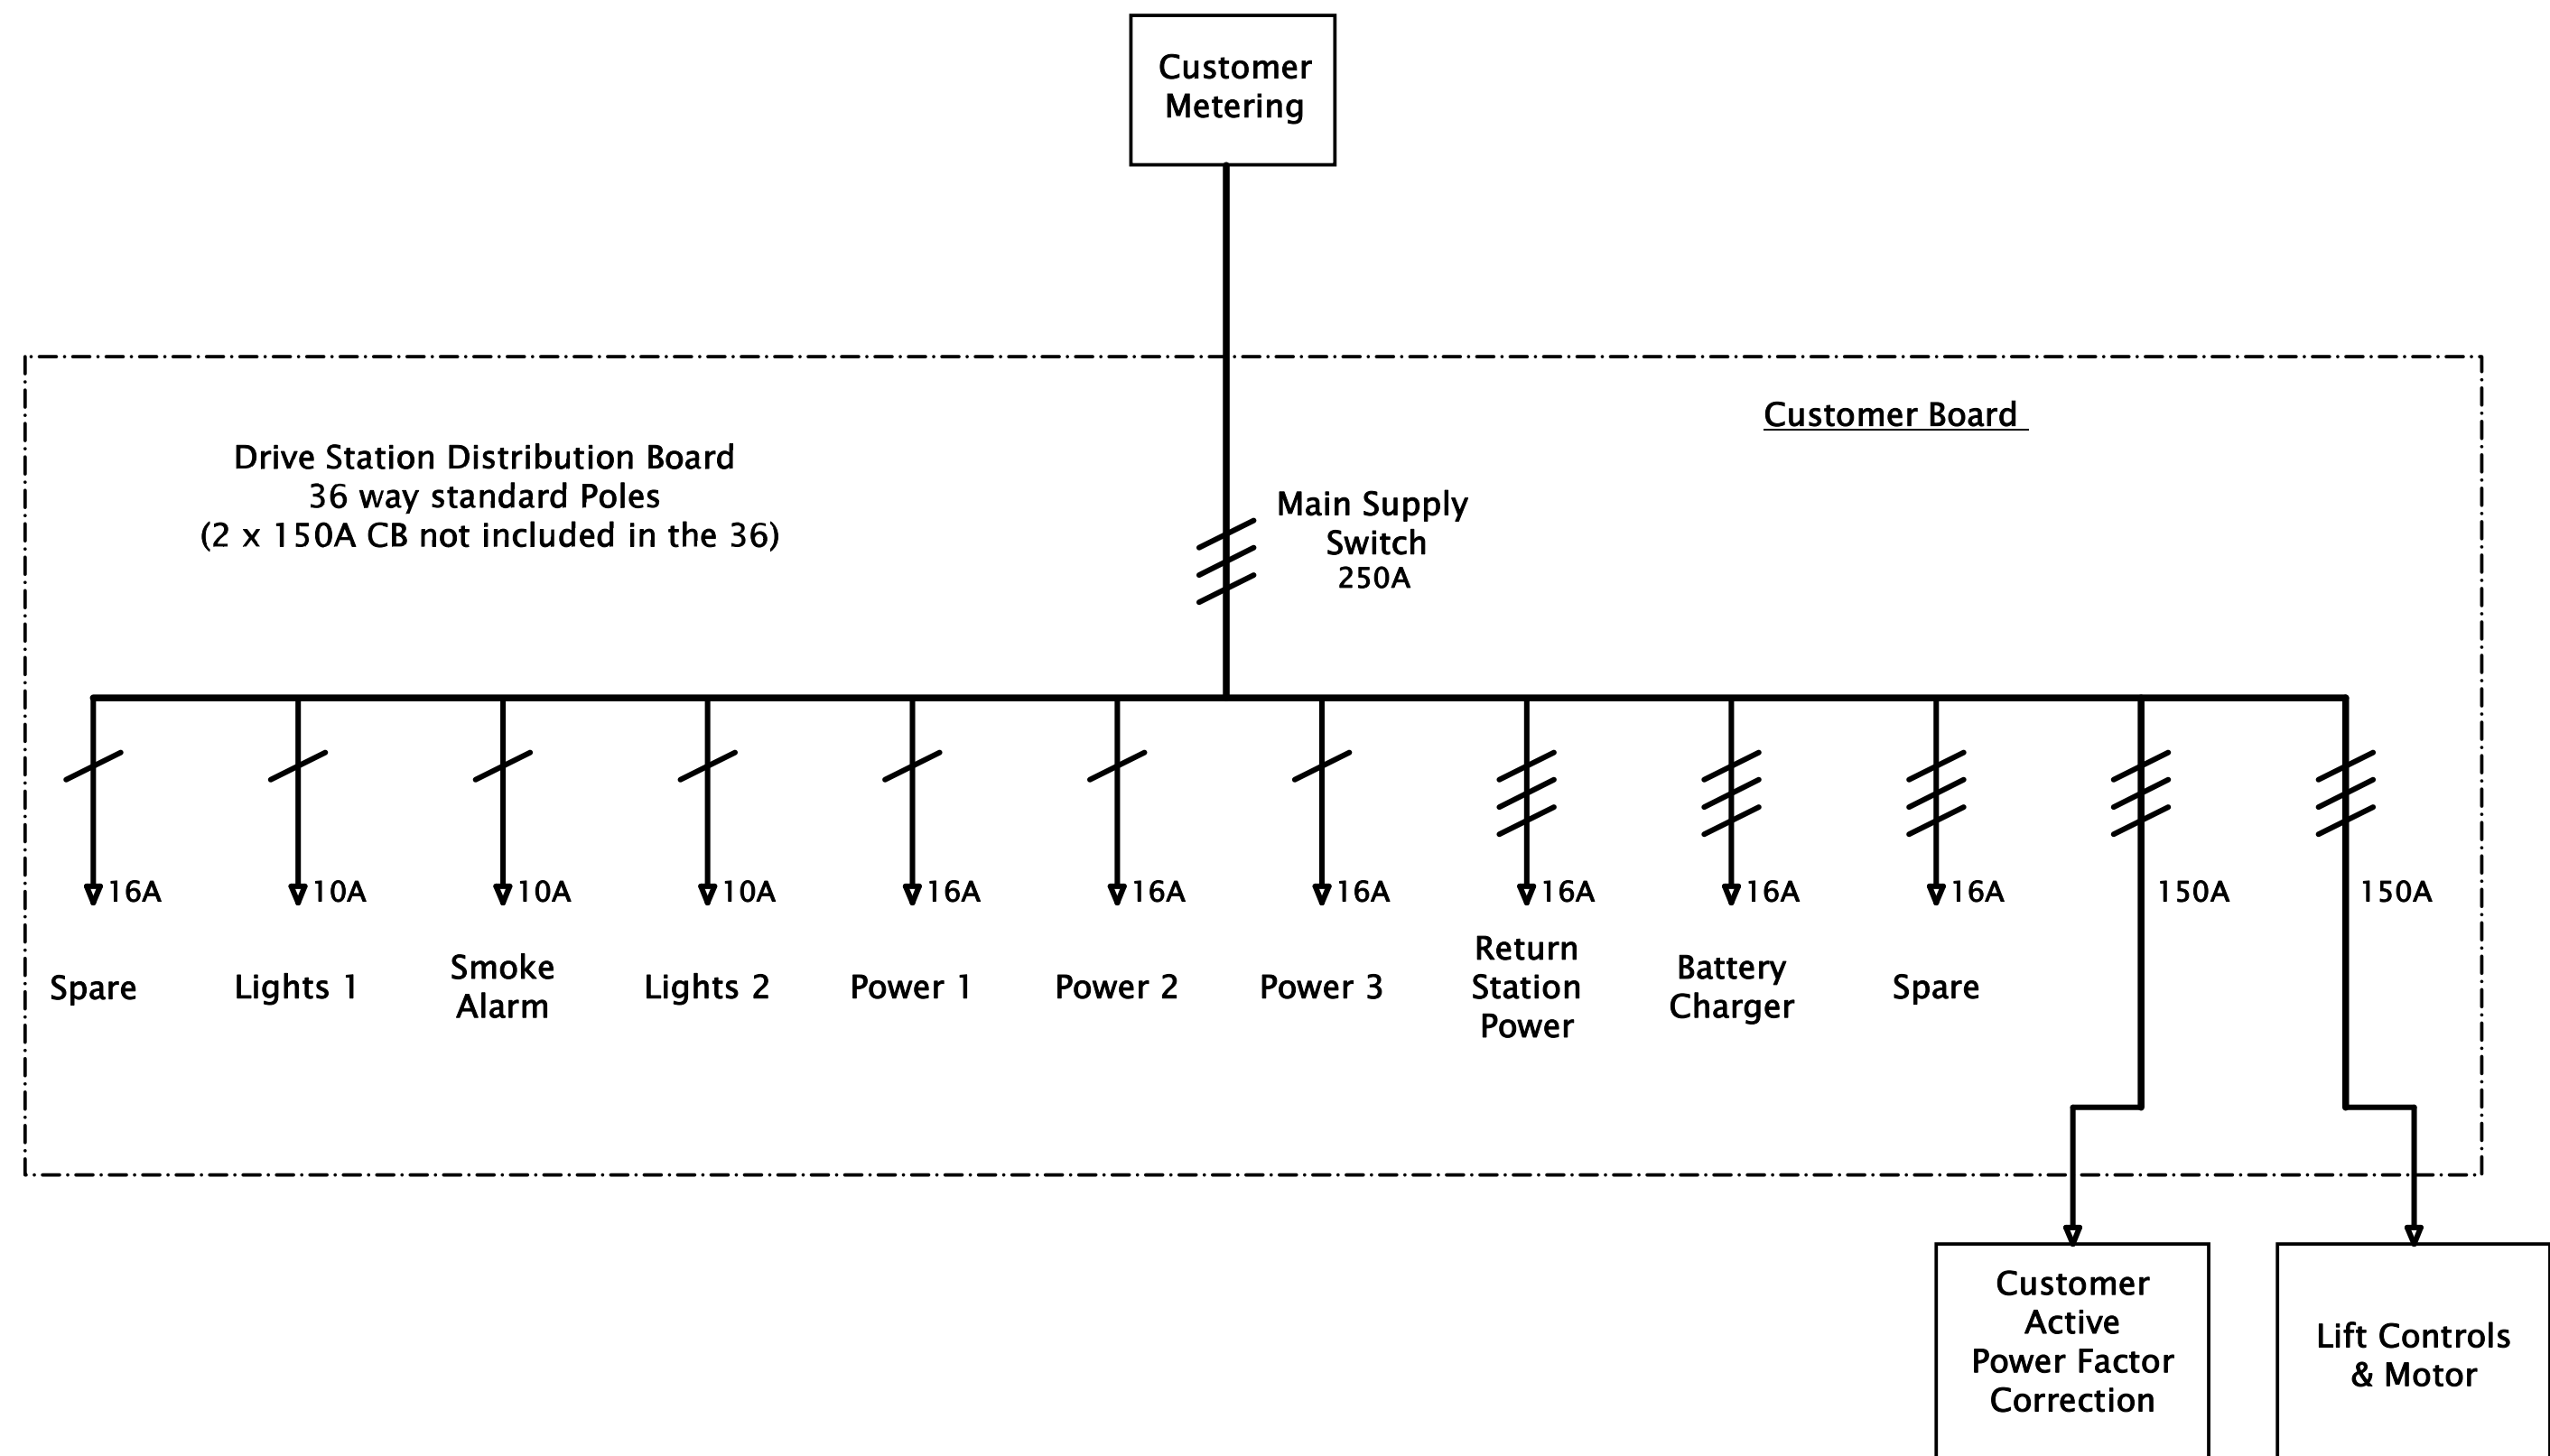 Customer
Metering
Customer Board
Drive Station Distribution Board
36 way standard Poles
(2 x 150A CB not included in the 36)
Main Supply
Switch
250A
16A
10A
10A
10A
16A
16A
16A
16A
16A
16A
150A
150A
Spare
Lights 1
Smoke
Alarm
Lights 2
Power 1
Power 2
Power 3
Return
Station
Power
Battery
Charger
Spare
Customer
Active
Power Factor
Correction
Lift Controls
& Motor